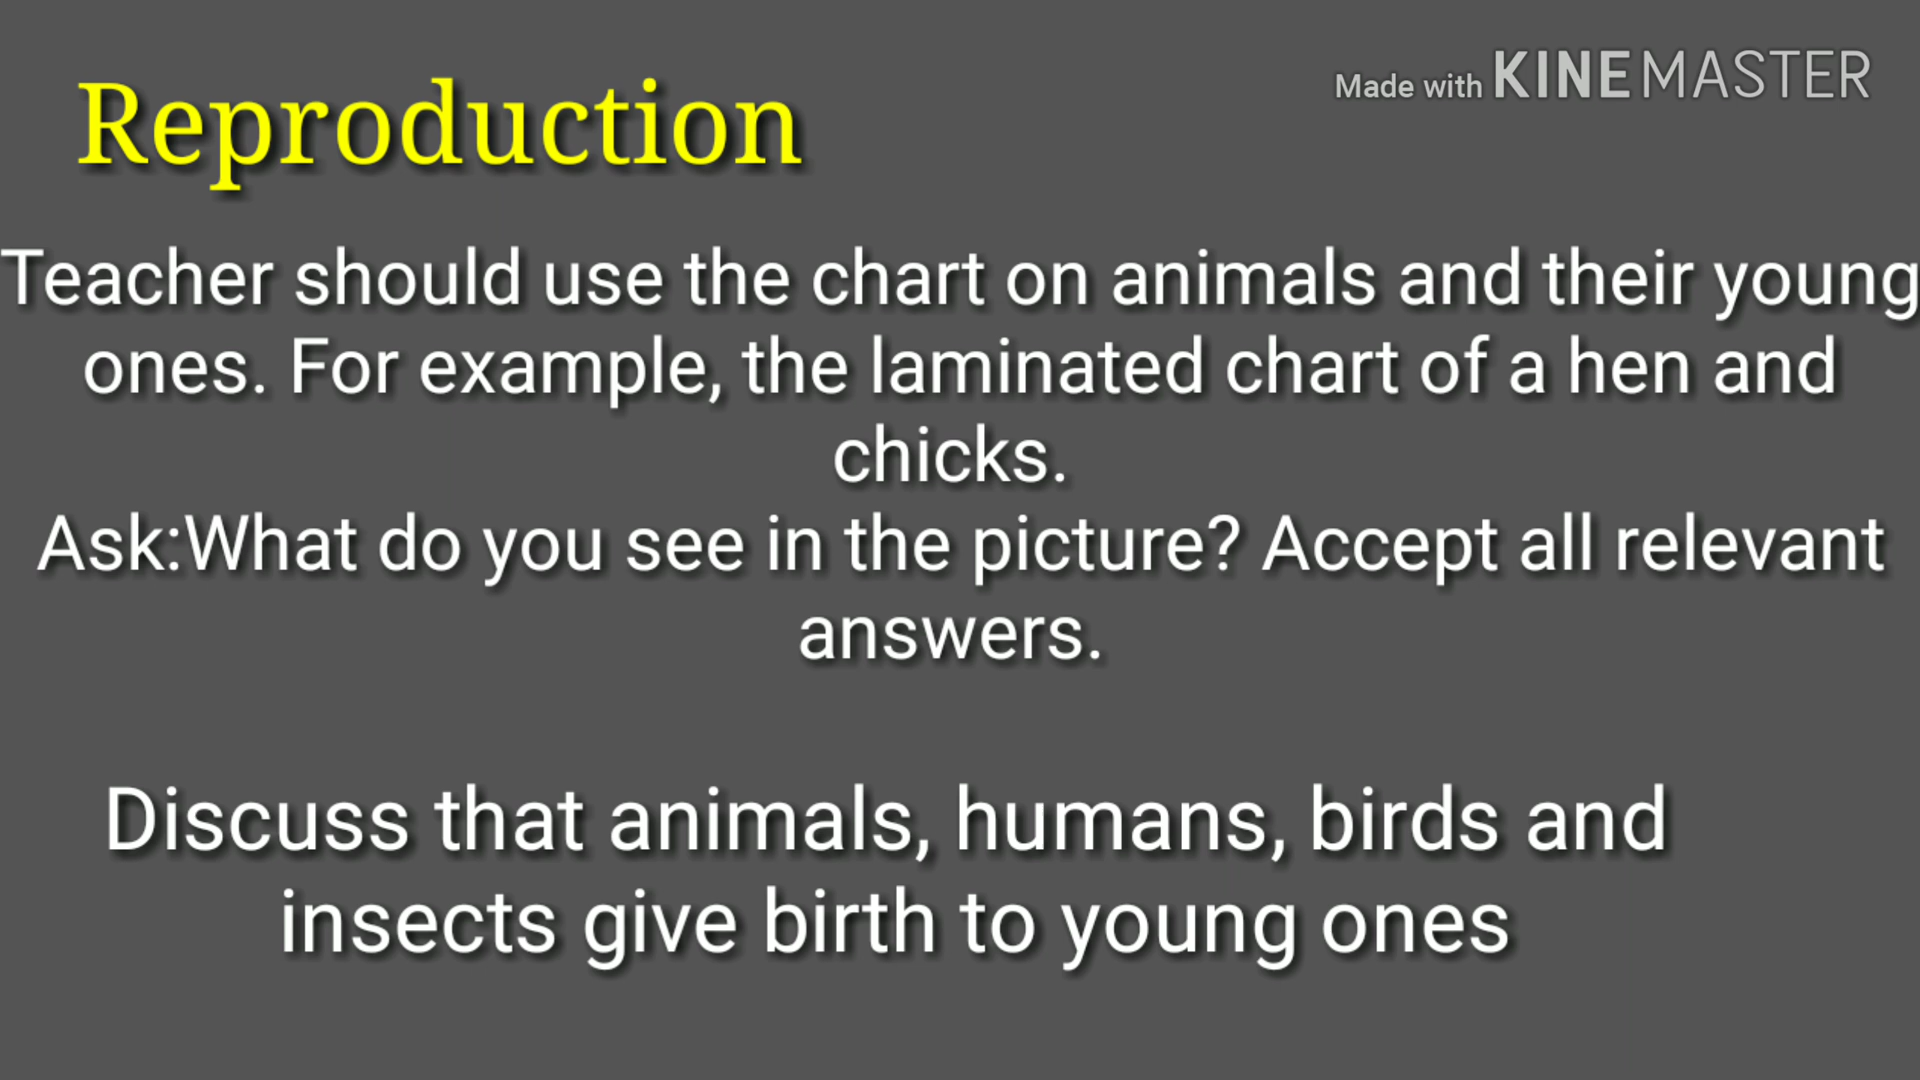 Made with KINEMASTER
Reproduction
Teacher should use the chart on animals and their young
ones. For example, the laminated chart of a hen and
chicks.
Ask:What do you see in the picture? Accept all relevant
answers.
Discuss that animals, humans, birds and
insects give birth to young ones